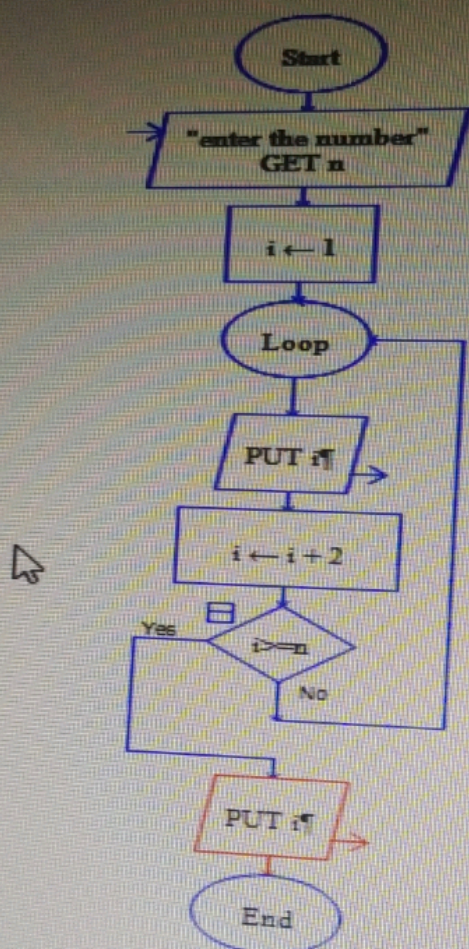 Start
"enter the number"
GET n
i ← 1
Loop
PUT i¶
i ← i + 2
Yes
i>=n
No
PUT i¶
End